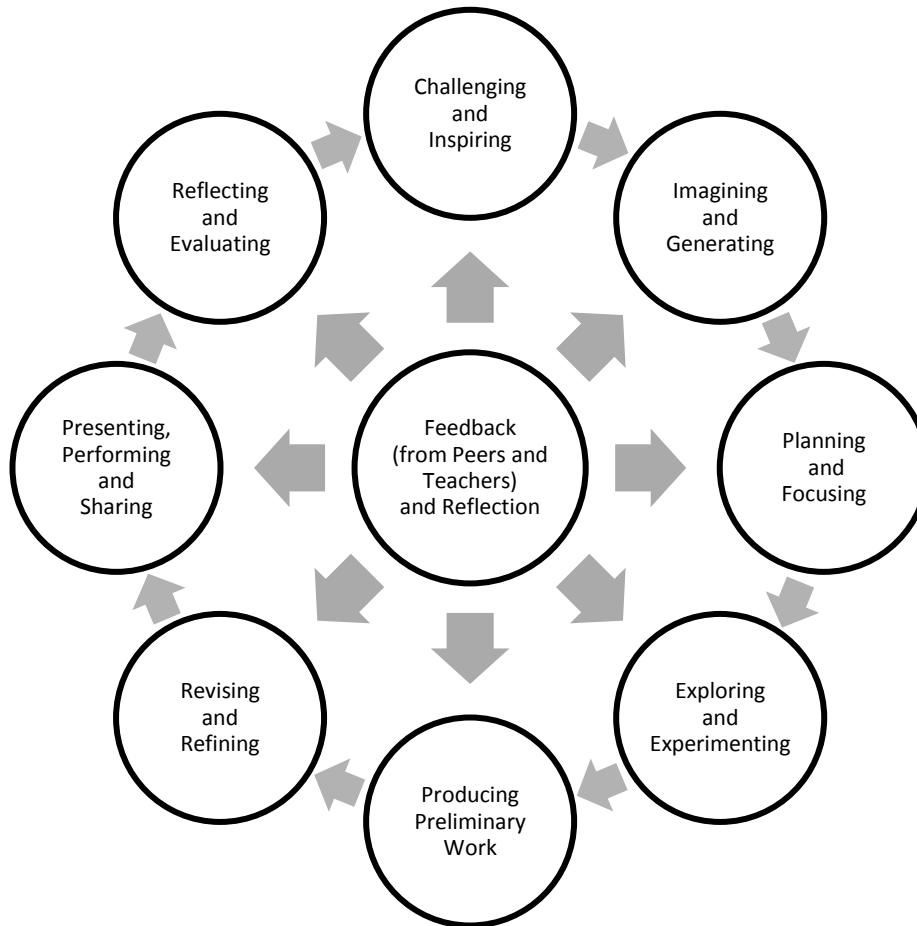 Challenging
and
Inspiring
Imagining
and
Generating
Planning
and
Focusing
Exploring
and
Experimenting
Producing
Preliminary
Work
Revising
and
Refining
Presenting,
Performing
and
Sharing
Reflecting
and
Evaluating
Feedback
(from Peers and
Teachers)
and Reflection